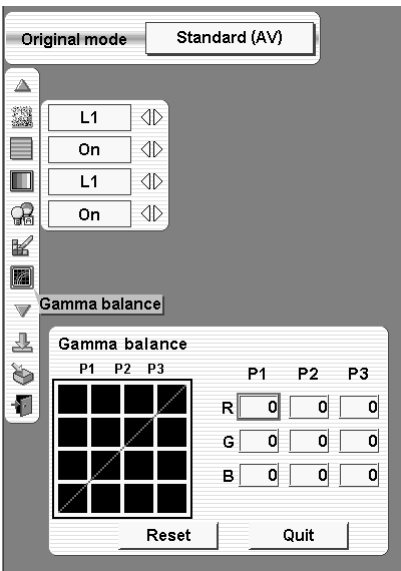 Original mode Standard (AV)
L1
On
L1
On
Gamma balance
Gamma balance
P1 P2 P3
P1 P2 P3
R 0 0 0
G 0 0 0
B 0 0 0
Reset Quit